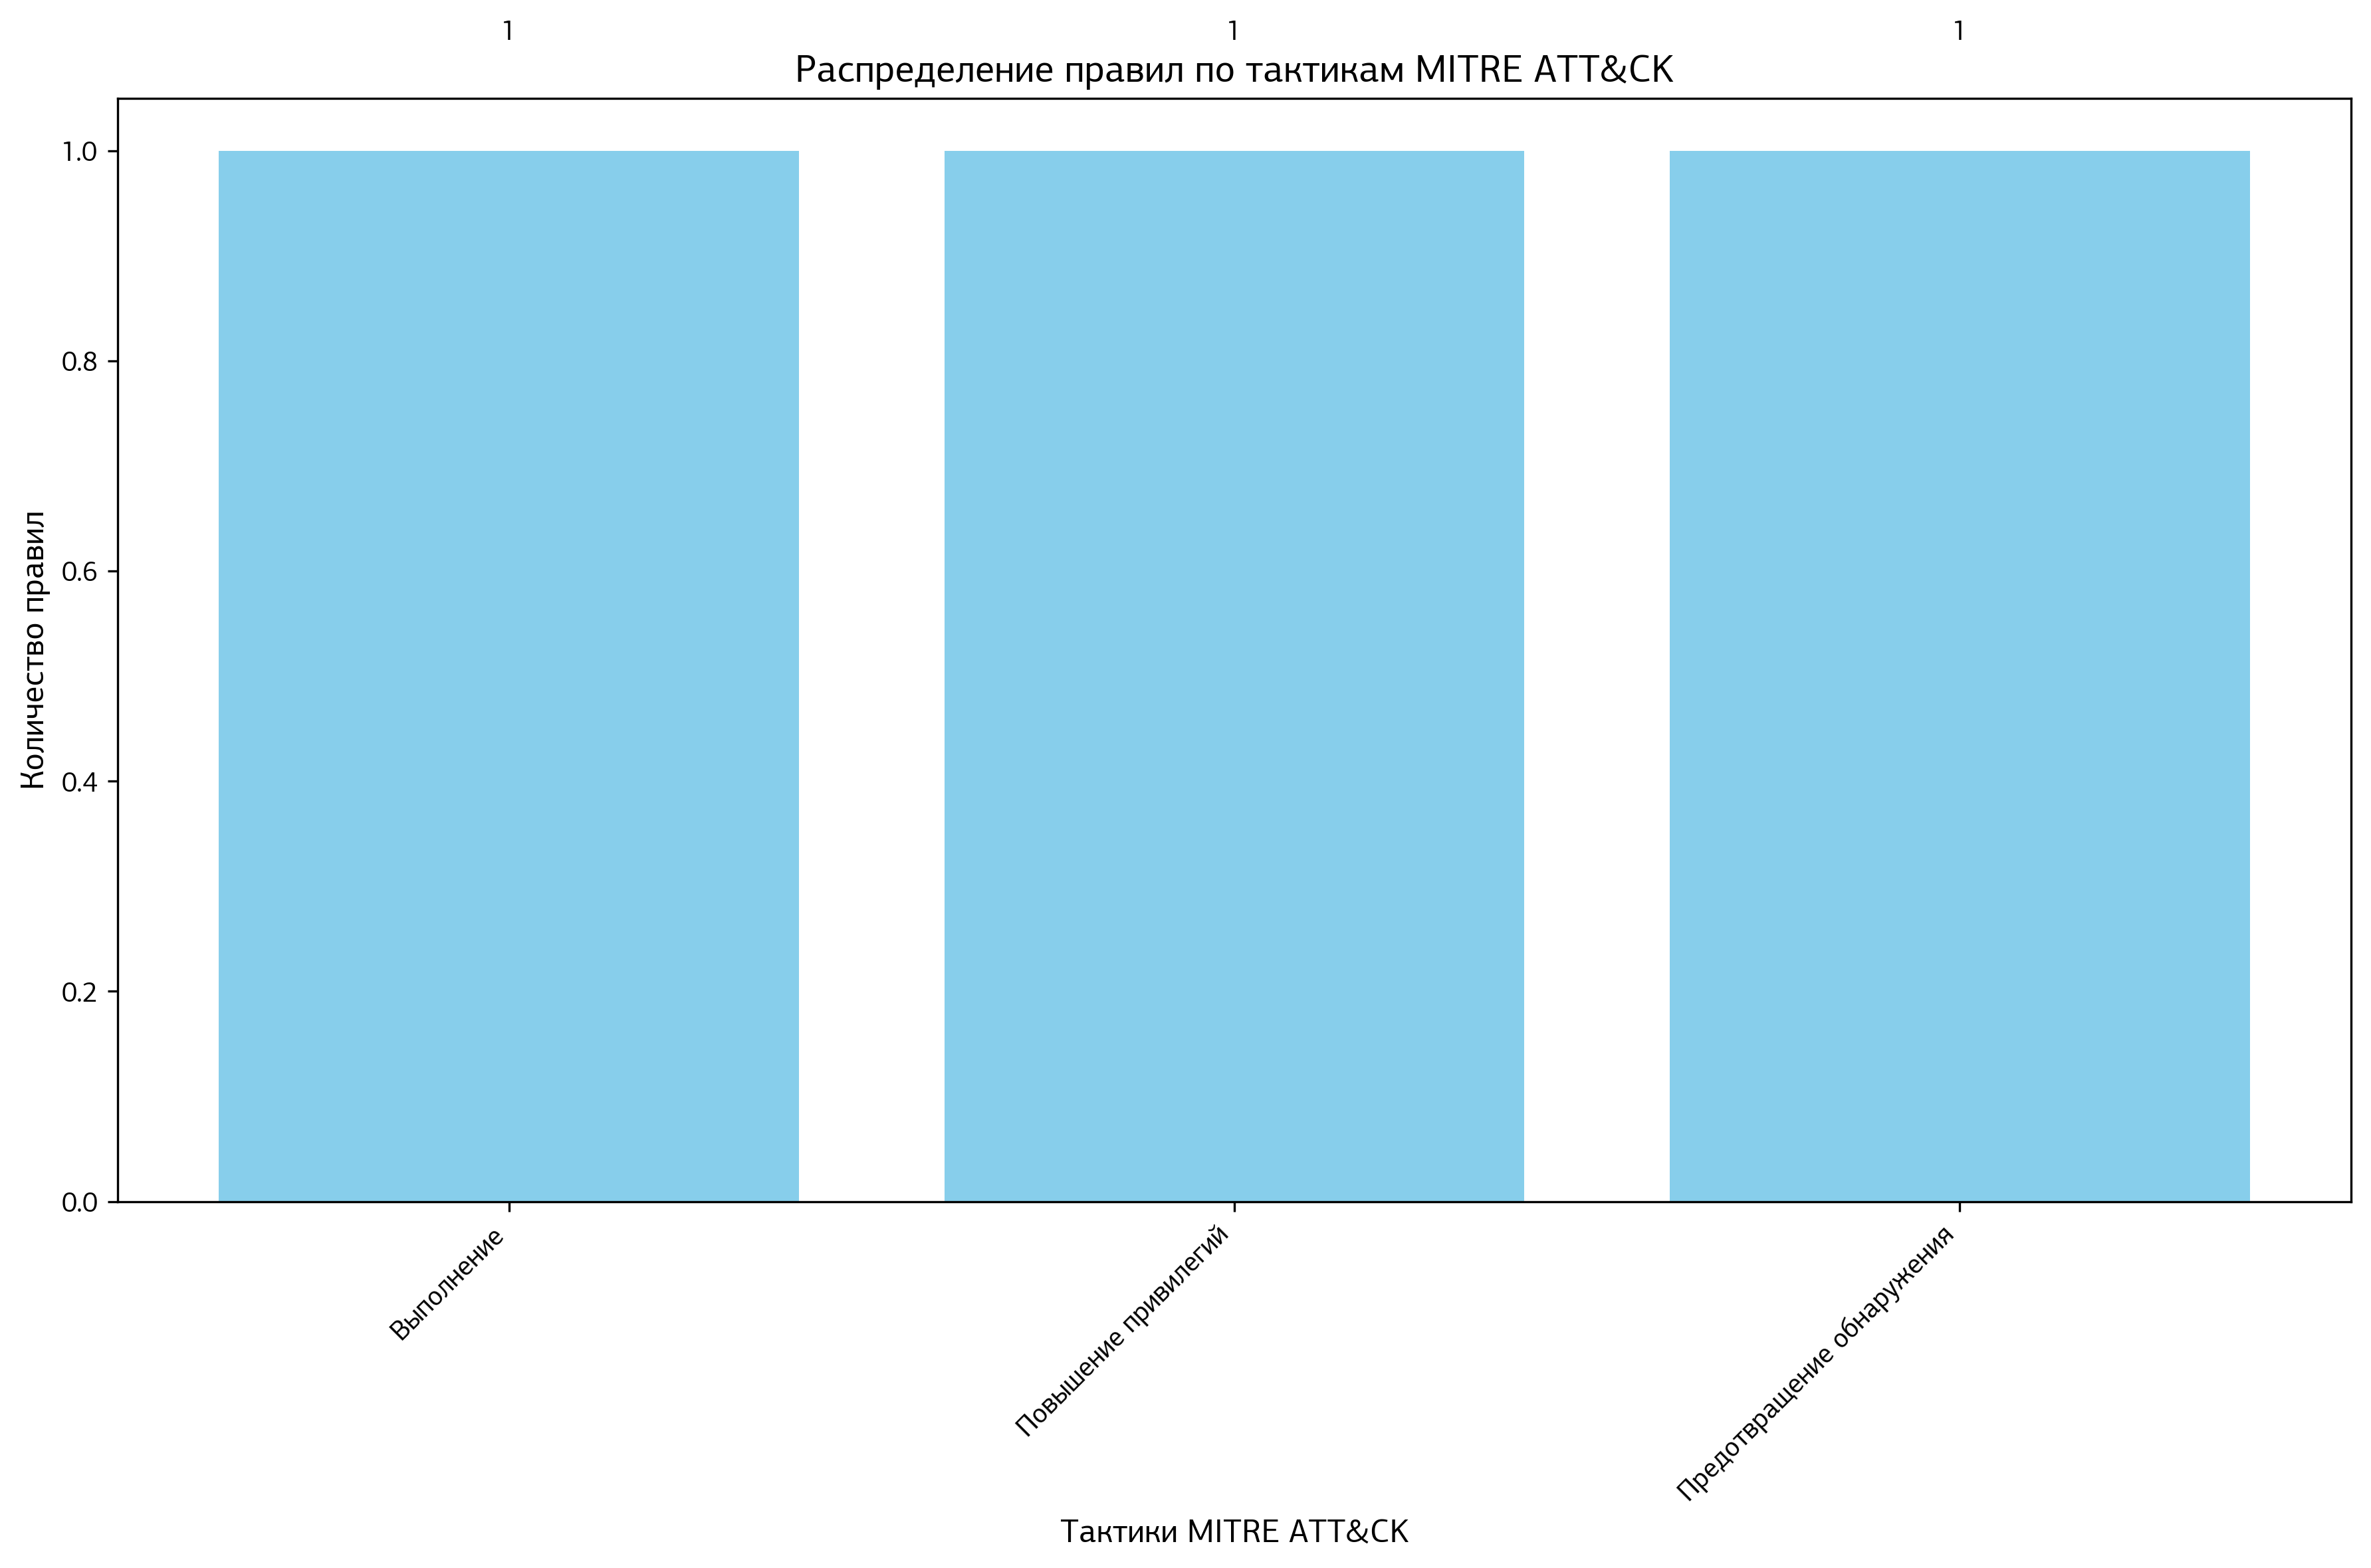 1
1
1
Распределение правил по тактикам MITRE ATT&CK
1.0
0.8
0.6
0.4
0.2
0.0
Количество правил
Выполнение
Повышение привилегий
Предотвращение обнаружения
Тактики MITRE ATT&CK